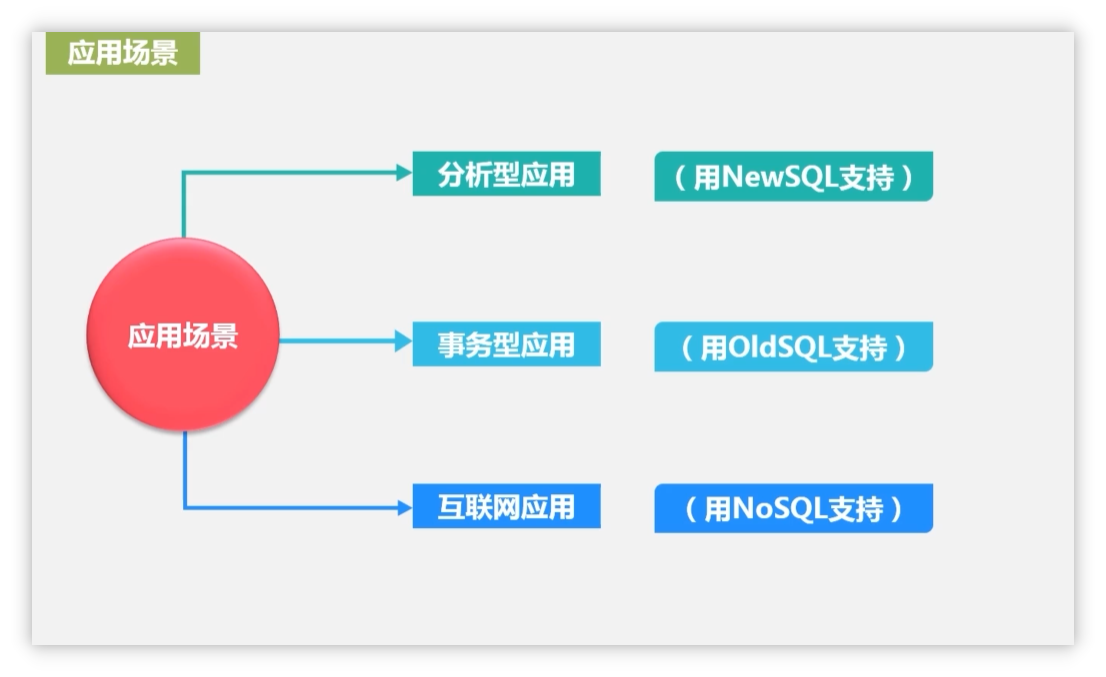 应用场景
分析型应用 （用NewSQL支持）
应用场景
事务型应用 （用OldSQL支持）
互联网应用 （用NoSQL支持）